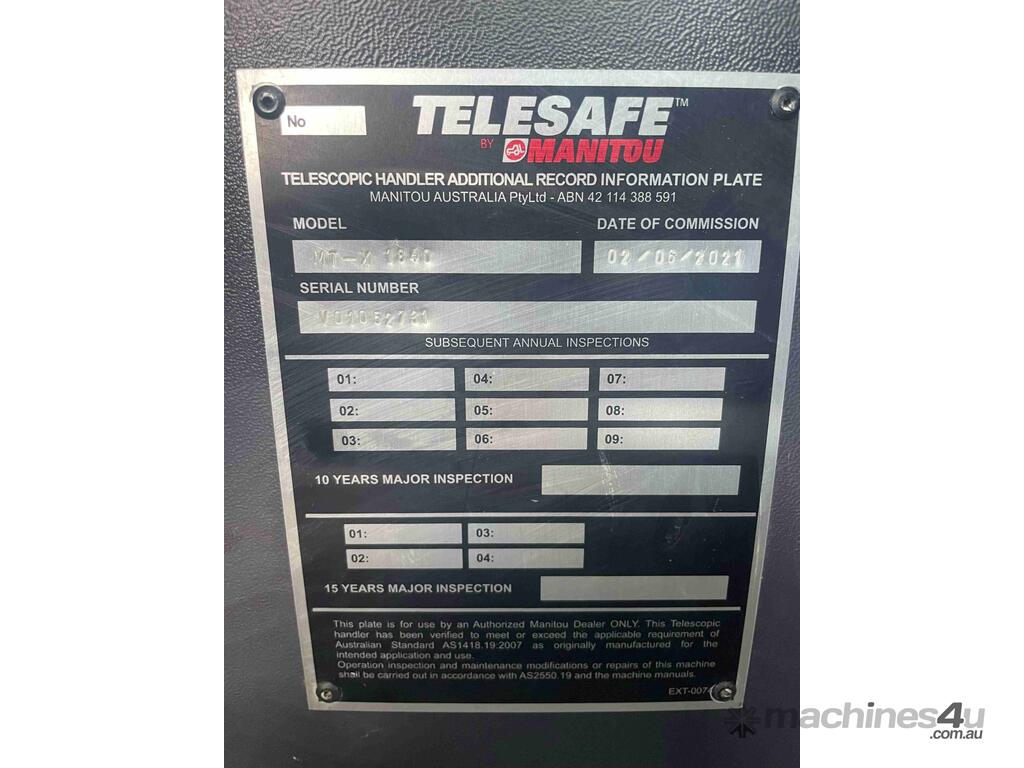 No
TELESAFE™
BY MANITOU
TELESCOPIC HANDLER ADDITIONAL RECORD INFORMATION PLATE
MANITOU AUSTRALIA PtyLtd - ABN 42 114 388 591
MODEL DATE OF COMMISSION
MT-X 1840 02/06/2021
SERIAL NUMBER
V01052731
SUBSEQUENT ANNUAL INSPECTIONS
01: 04: 07:
02: 05: 08:
03: 06: 09:
10 YEARS MAJOR INSPECTION
01: 03:
02: 04:
15 YEARS MAJOR INSPECTION
This plate is for use by an Authorized Manitou Dealer ONLY. This Telescopic
handler has been verified to meet or exceed the applicable requirement of
Australian Standard AS1418.19:2007 as originally manufactured for the
intended application and use.
Operation inspection and maintenance modifications or repairs of this machine
shall be carried out in accordance with AS2550.19 and the machine manuals.
machines4u
.com.au